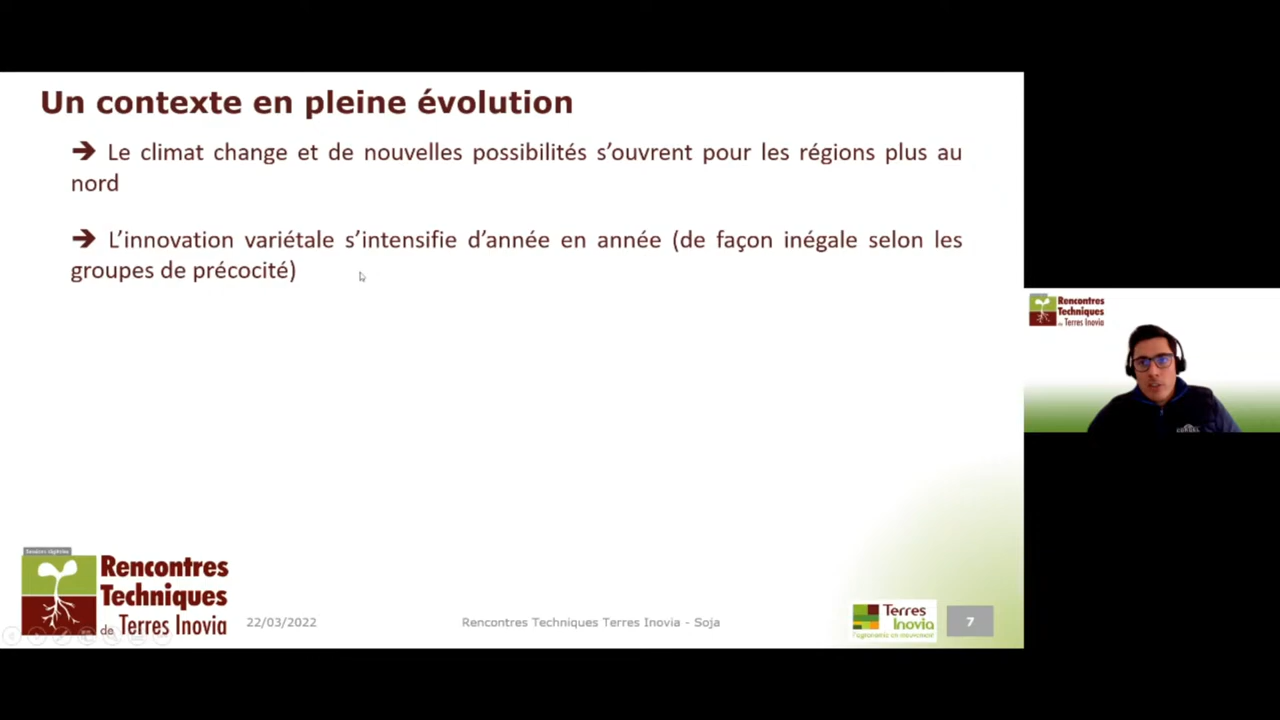 Un contexte en pleine évolution
➔ Le climat change et de nouvelles possibilités s’ouvrent pour les régions plus au
nord
➔ L’innovation variétale s’intensifie d’année en année (de façon inégale selon les
groupes de précocité)
Rencontres
Techniques
de Terres Inovia
Rencontres
Techniques
de Terres Inovia
22/03/2022
Rencontres Techniques Terres Inovia - Soja
Terres
Inovia
l'agronomie en mouvement
7